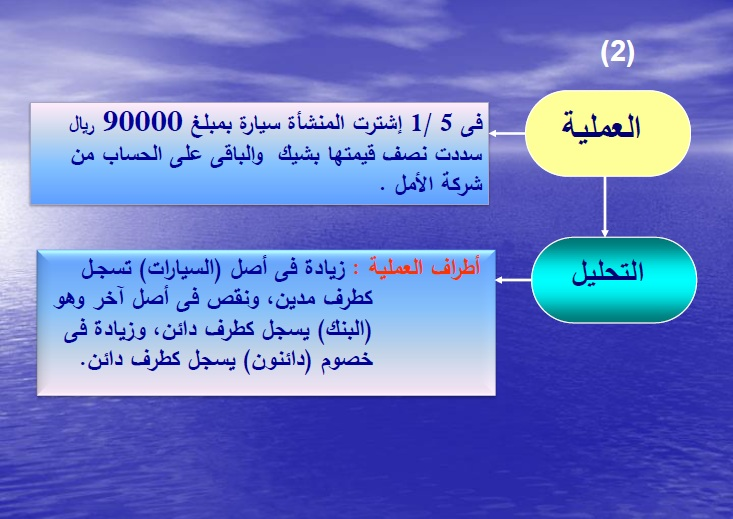 (2)
العملية
فى 5 /1 إشترت المنشأة سيارة بمبلغ 90000 ريال
سددت نصف قيمتها بشيك والباقى على الحساب من
شركة الأمل .
التحليل
أطراف العملية : زيادة فى أصل (السيارات) تسجل
كطرف مدين، ونقص فى أصل آخر وهو
(البنك) يسجل كطرف دائن، وزيادة فى
خصوم (دائنون) يسجل كطرف دائن.